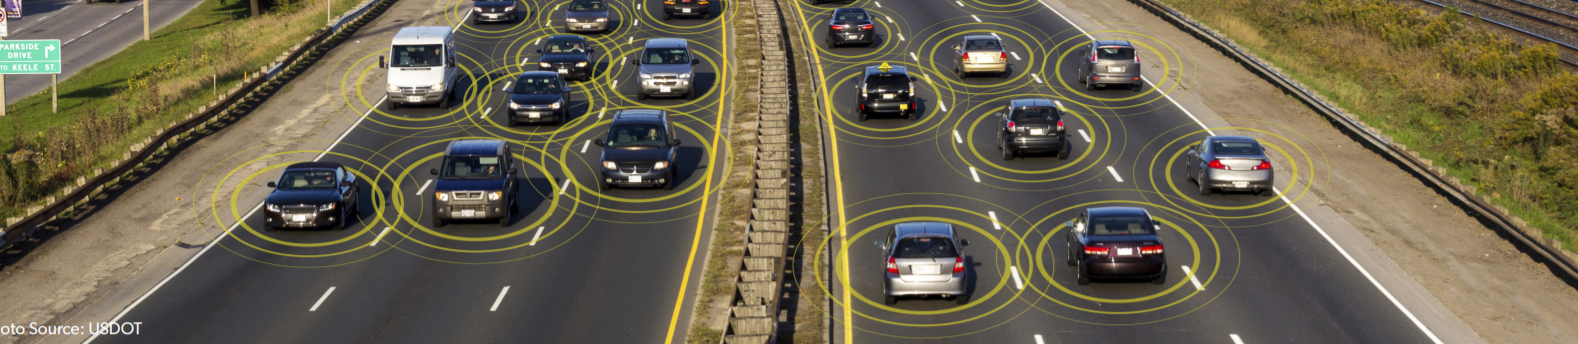 PARKSIDE
DRIVE
TO KEELE ST.
oto Source: USDOT